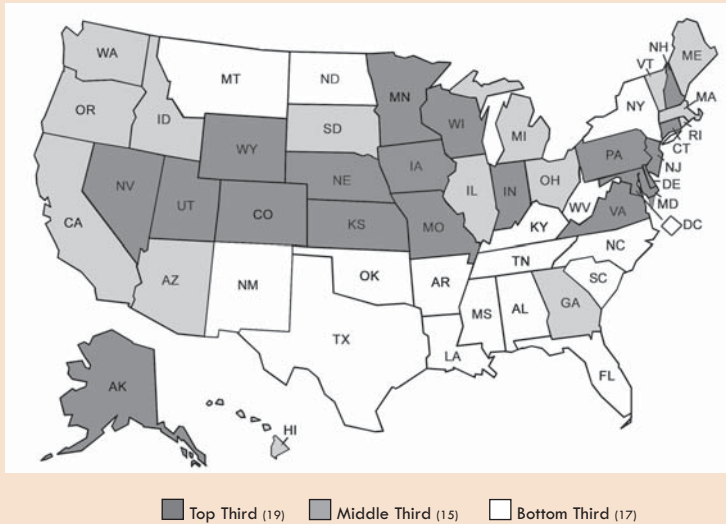 WA
MT
ND
MN
VT
NH
ME
OR
ID
SD
WI
MI
NY
MA
RI
CT
WY
IA
PA
NJ
NV
NE
IL
IN
OH
DE
MD
CA
UT
CO
KS
MO
WV
VA
DC
KY
NC
AZ
NM
OK
AR
TN
SC
TX
MS
AL
GA
LA
FL
AK
HI
Top Third (19) Middle Third (15) Bottom Third (17)